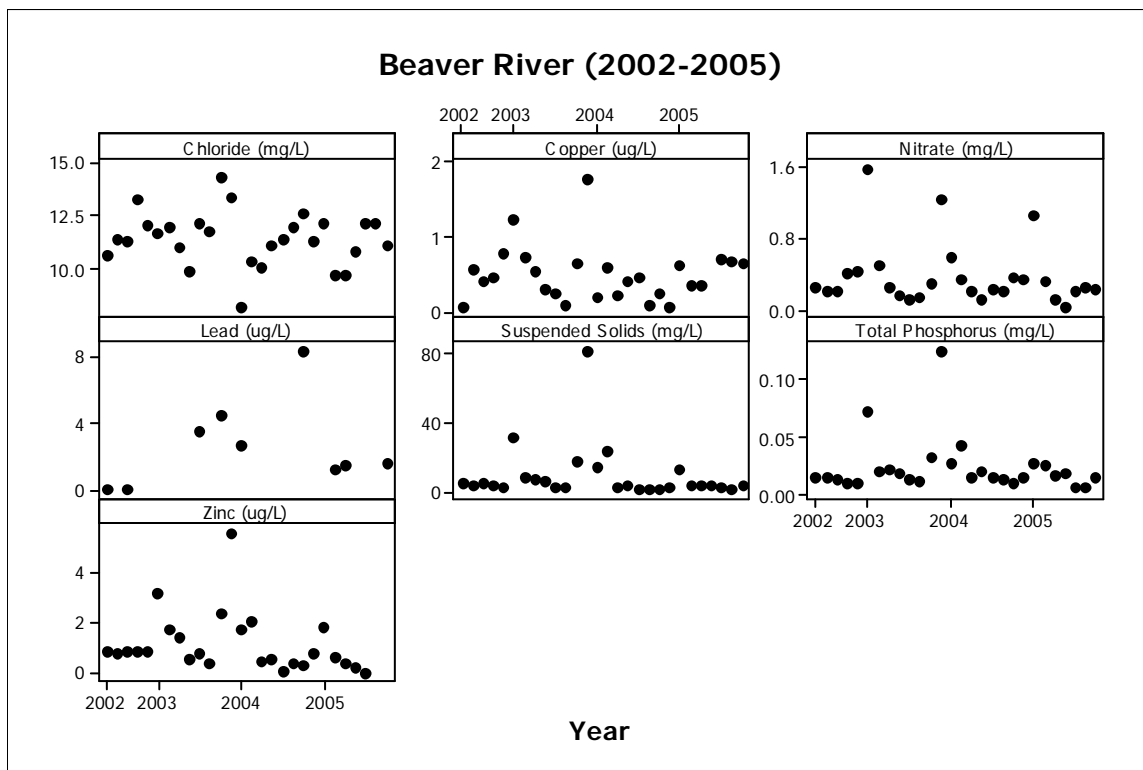 Beaver River (2002-2005)
2002 2003 2004 2005
Chloride (mg/L) Copper (ug/L) Nitrate (mg/L)
15.0
12.5
10.0
2
1
0
1.6
0.8
0.0
Lead (ug/L) Suspended Solids (mg/L) Total Phosphorus (mg/L)
8
4
0
80
40
0
0.10
0.05
0.00
2002 2003 2004 2005
Zinc (ug/L)
4
2
0
2002 2003 2004 2005
Year